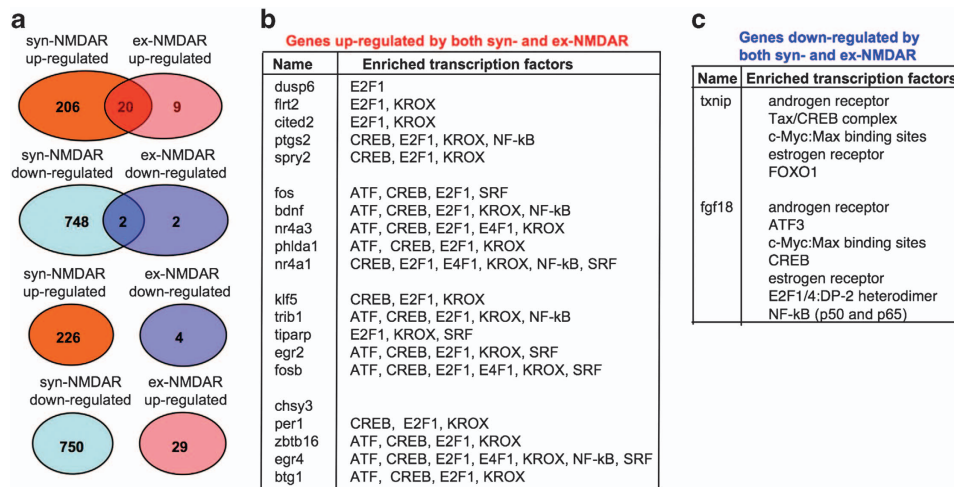 a
syn-NMDAR ex-NMDAR
up-regulated up-regulated
206 20 9
syn-NMDAR ex-NMDAR
down-regulated down-regulated
748 2 2
syn-NMDAR ex-NMDAR
up-regulated down-regulated
226 4
syn-NMDAR ex-NMDAR
down-regulated up-regulated
750 29
b
Genes up-regulated by both syn- and ex-NMDAR
Name Enriched transcription factors
dusp6 E2F1
flrt2 E2F1, KROX
cited2 E2F1, KROX
ptgs2 CREB, E2F1, KROX, NF-kB
spry2 CREB, E2F1, KROX
fos ATF, CREB, E2F1, SRF
bdnf ATF, CREB, E2F1, KROX, NF-kB
nr4a3 ATF, CREB, E2F1, E4F1, KROX
phlda1 ATF, CREB, E2F1, KROX
nr4a1 CREB, E2F1, E4F1, KROX, NF-kB, SRF
klf5 CREB, E2F1, KROX
trib1 ATF, CREB, E2F1, KROX, NF-kB
tiparp E2F1, KROX, SRF
egr2 ATF, CREB, E2F1, KROX, SRF
fosb ATF, CREB, E2F1, E4F1, KROX, SRF
chsy3
per1 CREB, E2F1, KROX
zbtb16 ATF, CREB, E2F1, KROX
egr4 ATF, CREB, E2F1, E4F1, KROX, NF-kB, SRF
btg1 ATF, CREB, E2F1, KROX
c
Genes down-regulated by
both syn- and ex-NMDAR
Name Enriched transcription factors
txnip androgen receptor
Tax/CREB complex
c-Myc:Max binding sites
estrogen receptor
FOXO1
fgf18 androgen receptor
ATF3
c-Myc:Max binding sites
CREB
estrogen receptor
E2F1/4:DP-2 heterodimer
NF-kB (p50 and p65)